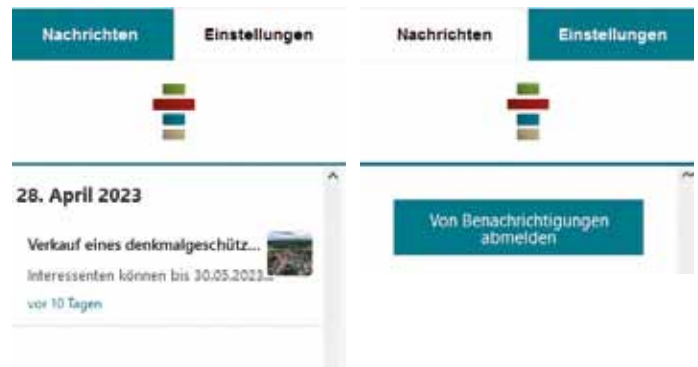 Nachrichten Einstellungen
28. April 2023
Verkauf eines denkmalgeschütz...
Interessenten können bis 30.05.2023...
vor 10 Tagen
Nachrichten Einstellungen
Von Benachrichtigungen
abmelden